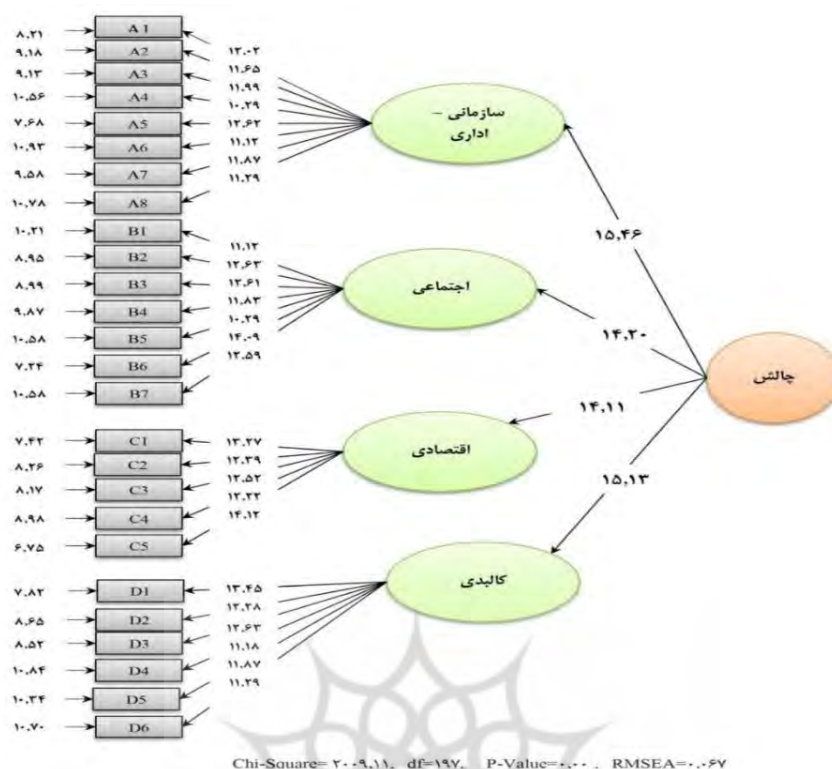 ۸.۲۱ A1 ۱۳.۰۲
۹.۱۸ A2 ۱۱.۶۵
۹.۱۳ A3 ۱۱.۹۹
۱۰.۵۶ A4 ۱۰.۲۹
۷.۶۸ A5 ۱۳.۶۲
۱۰.۹۳ A6 ۱۱.۱۲
۹.۵۸ A7 ۱۱.۸۷
۱۰.۷۸ A8 ۱۱.۲۹
سازمانی –
اداری
۱۵,۴۶
۱۰.۲۱ B1 ۱۱.۱۲
۸.۹۵ B2 ۱۲.۶۳
۸.۹۹ B3 ۱۲.۶۱
۹.۸۷ B4 ۱۱.۸۳
۱۰.۵۸ B5 ۱۰.۲۹
۷.۲۴ B6 ۱۴.۰۹
۱۰.۵۸ B7 ۱۲.۵۹
اجتماعی
۱۴,۲۰
چالش
۷.۴۲ C1 ۱۳.۲۷
۸.۲۶ C2 ۱۲.۳۹
۸.۱۷ C3 ۱۲.۵۲
۸.۹۸ C4 ۱۲.۲۲
۶.۷۵ C5 ۱۴.۱۲
اقتصادی
۱۴,۱۱
۷.۸۲ D1 ۱۳.۴۵
۸.۶۵ D2 ۱۲.۲۸
۸.۵۲ D3 ۱۲.۶۳
۱۰.۸۴ D4 ۱۱.۱۸
۱۰.۳۴ D5 ۱۱.۸۷
۱۰.۷۰ D6 ۱۱.۲۹
کالبدی
۱۵,۱۳
Chi-Square= ۲۰۰۹,۱۱, df=۱۹۷, P-Value=۰,۰۰ , RMSEA=۰,۰۶۷